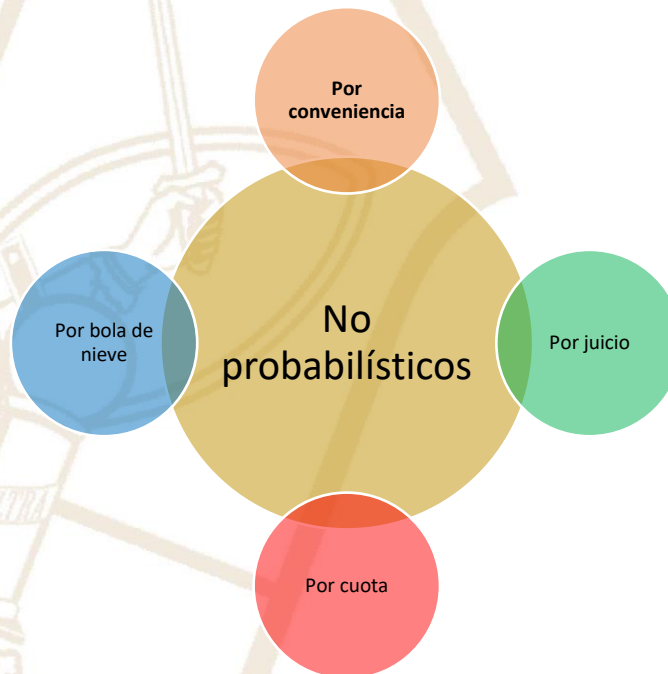 Por
conveniencia
No
probabilísticos
Por bola de
nieve
Por juicio
Por cuota